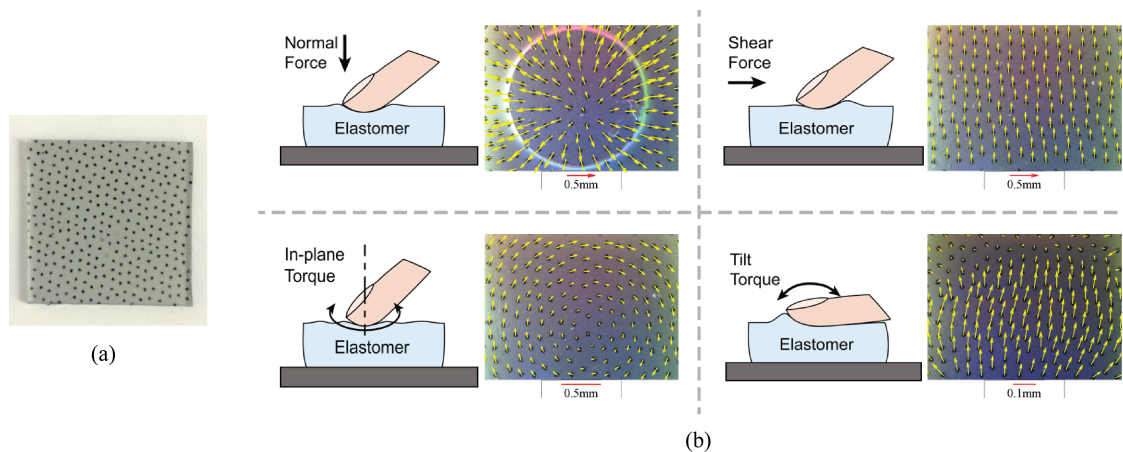 Normal
Force
Elastomer
0.5mm
Shear
Force
Elastomer
0.5mm
(a)
In-plane
Torque
Elastomer
0.5mm
Tilt
Torque
Elastomer
0.1mm
(b)